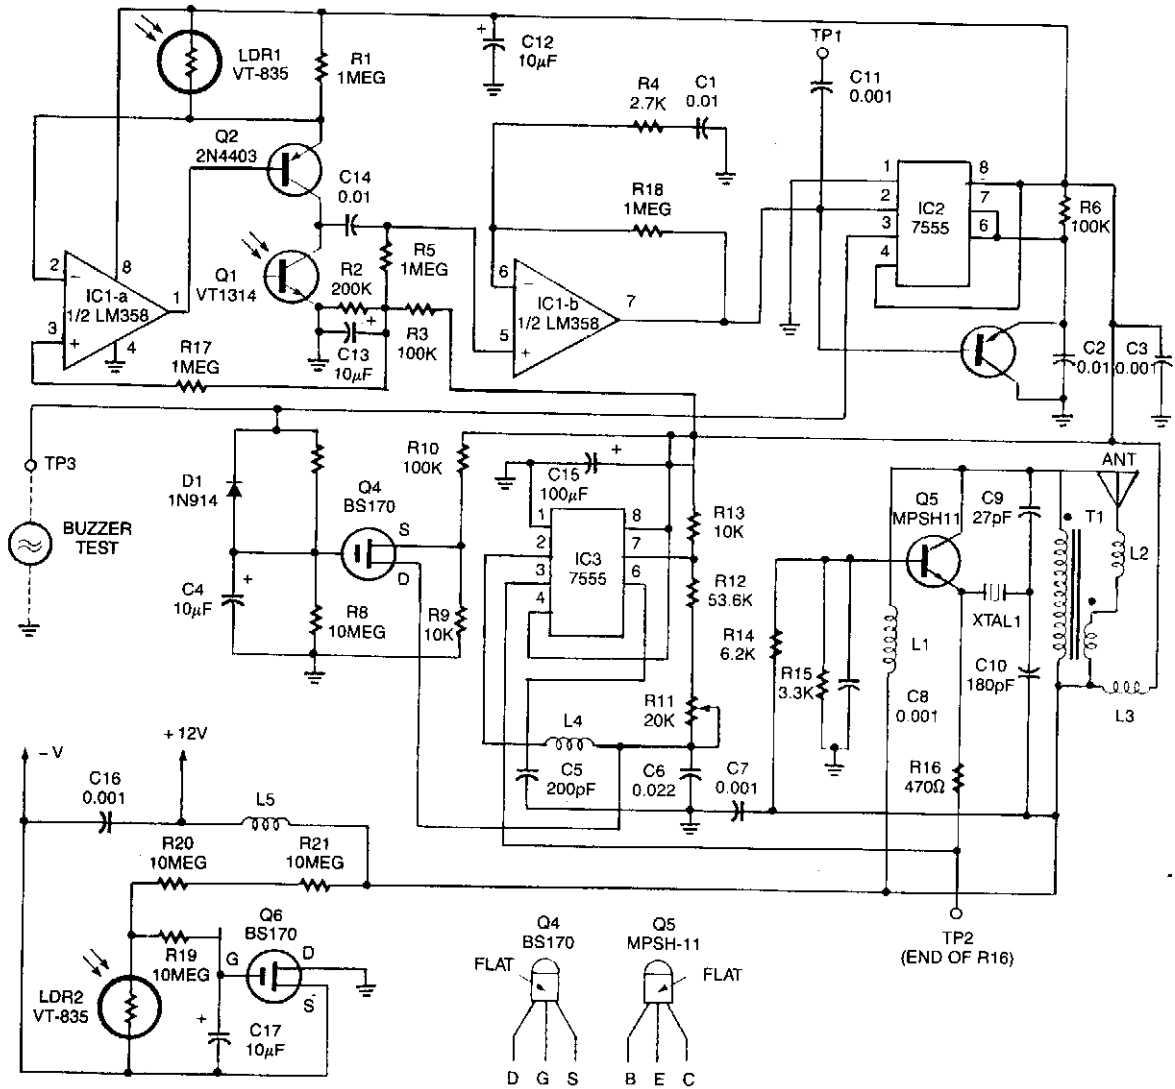 LDR1
VT-835
R1
1MEG
C12
10µF
TP1
C11
0.001
R4
2.7K
C1
0.01
Q2
2N4403
C14
0.01
R18
1MEG
1
2
3
4
8
7
6
IC2
7555
R6
100K
2
3
8
1
4
IC1-a
1/2 LM358
Q1
VT1314
R2
200K
R5
1MEG
R3
100K
C13
10µF
R17
1MEG
6
5
7
IC1-b
1/2 LM358
C2
0.01
C3
0.001
TP3
BUZZER
TEST
D1
1N914
Q4
BS170
S
D
R10
100K
C15
100µF
1
2
3
4
8
7
6
IC3
7555
R13
10K
R12
53.6K
Q5
MPSH11
C9
27pF
ANT
T1
L2
C4
10µF
R8
10MEG
R9
10K
XTAL1
R14
6.2K
R15
3.3K
L1
C10
180pF
R11
20K
C8
0.001
L3
L4
C5
200pF
C6
0.022
C7
0.001
R16
470Ω
– V
+ 12V
C16
0.001
L5
R20
10MEG
R21
10MEG
Q6
BS170
R19
10MEG
G
D
S
LDR2
VT-835
C17
10µF
Q4
BS170
FLAT
D G S
Q5
MPSH-11
FLAT
B E C
TP2
(END OF R16)